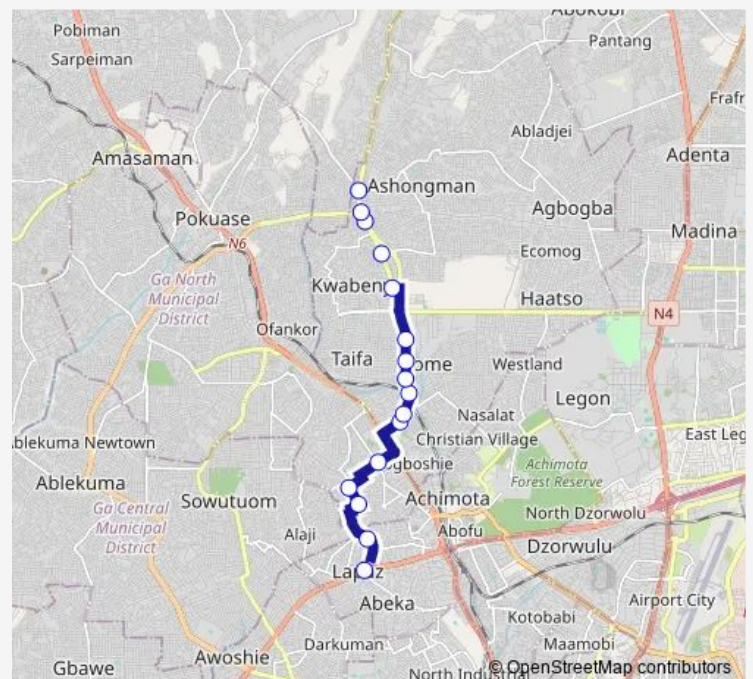 Abokobi
Pobiman
Pantang
Sarpeiman
Frafr
Abladjei
Adenta
Amasaman
Ashongman
Agbogba
Pokuase
Madina
N6
Ecomog
Ga North
Municipal
District
Kwabeny
Haatso
N4
Ofankor
Taifa
ome
Westland
Legon
Nasalat
Christian Village
East Leg
Ablekuma Newtown
gboshie
Achimota
Forest Reserve
Ablekuma
Sowutuom
Achimota
Ga Central
Municipal
District
North Dzorwolu
Alaji
Abofu
Dzorwulu
Lapaz
Abeka
Airport City
Kotobabi
Darkuman
Maamobi
Awoshie
Gbawe
North Industrial
© OpenStreetMap contributors